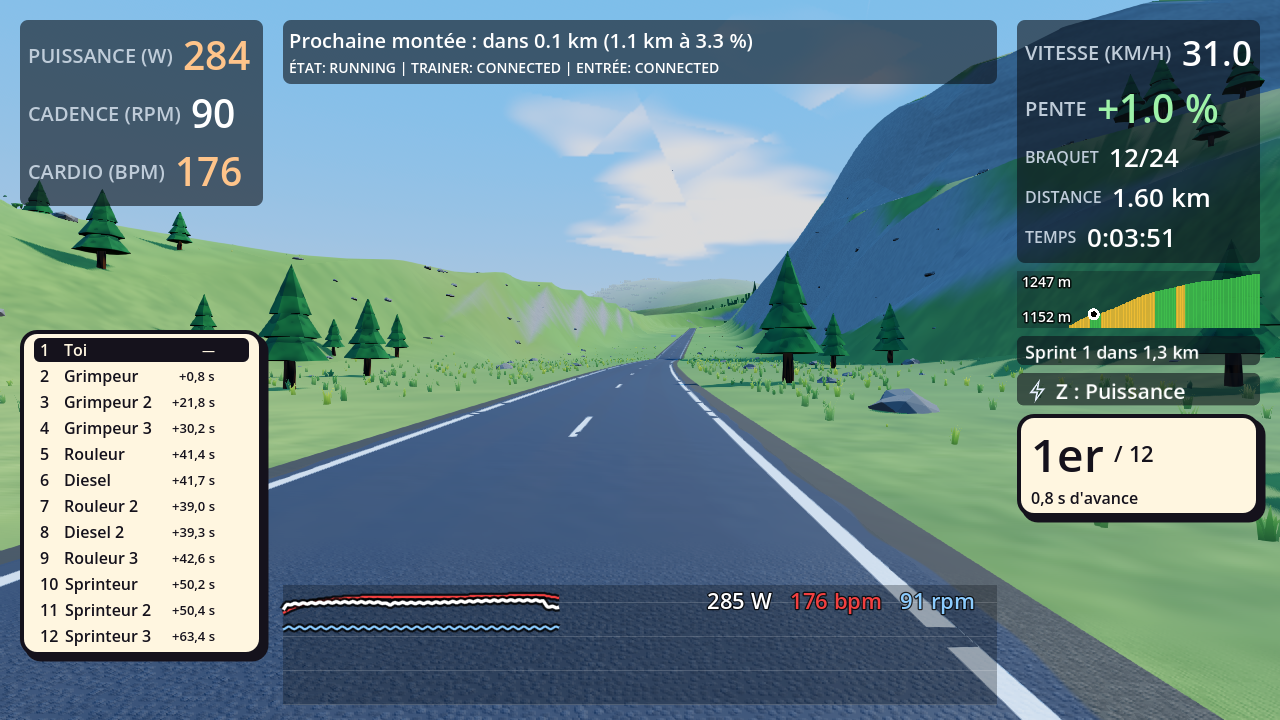 PUISSANCE (W) 284
CADENCE (RPM) 90
CARDIO (BPM) 176
Prochaine montée : dans 0.1 km (1.1 km à 3.3 %)
ÉTAT: RUNNING | TRAINER: CONNECTED | ENTRÉE: CONNECTED
VITESSE (KM/H) 31.0
PENTE +1.0 %
BRAQUET 12/24
DISTANCE 1.60 km
TEMPS 0:03:51
1247 m
1152 m
Sprint 1 dans 1,3 km
Z : Puissance
1er / 12
0,8 s d'avance
1 Toi —
2 Grimpeur +0,8 s
3 Grimpeur 2 +21,8 s
4 Grimpeur 3 +30,2 s
5 Rouleur +41,4 s
6 Diesel +41,7 s
7 Rouleur 2 +39,0 s
8 Diesel 2 +39,3 s
9 Rouleur 3 +42,6 s
10 Sprinteur +50,2 s
11 Sprinteur 2 +50,4 s
12 Sprinteur 3 +63,4 s
285 W 176 bpm 91 rpm